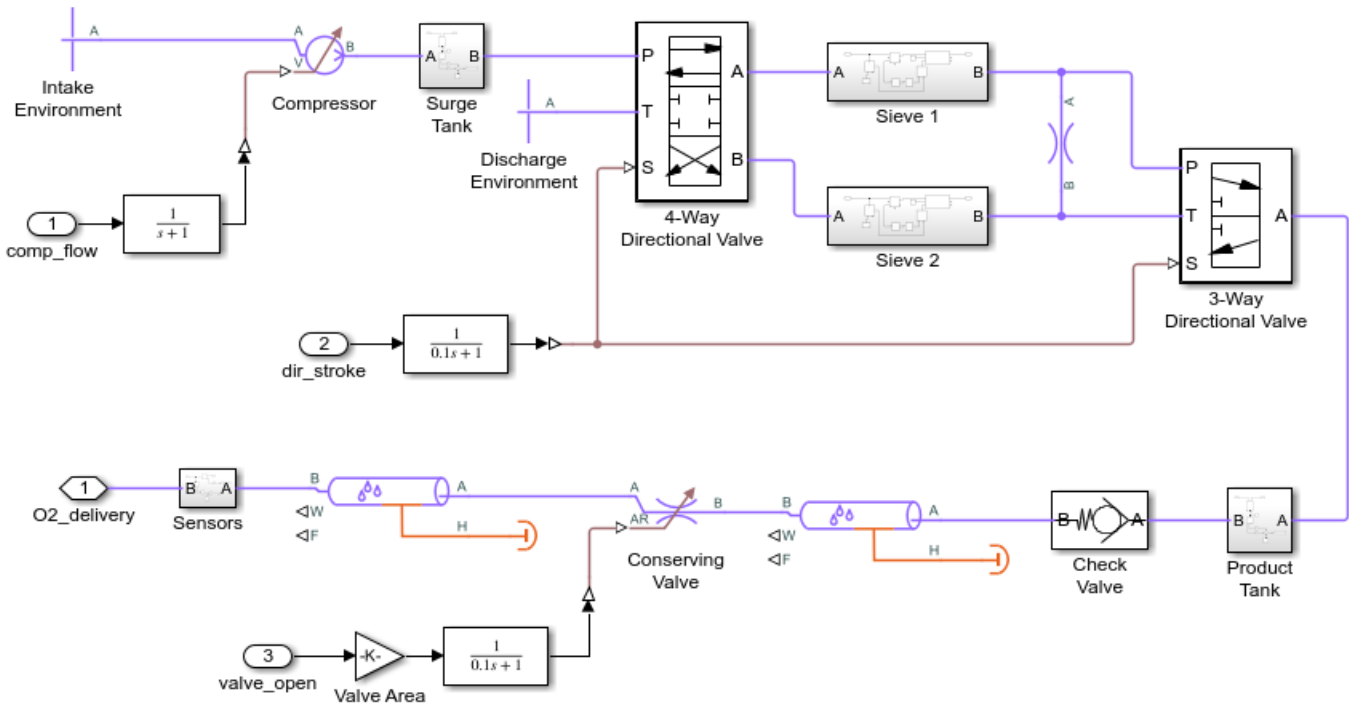 A
Intake
Environment
A
V
B
Compressor
A
B
Surge
Tank
A
Discharge
Environment
P
T
S
A
B
4-Way
Directional Valve
A
B
Sieve 1
A
B
Sieve 2
A
B
P
T
S
A
3-Way
Directional Valve
1
comp_flow
1
s + 1
2
dir_stroke
1
0.1s + 1
1
O2_delivery
B
A
Sensors
B
W
F
A
H
A
AR
B
Conserving
Valve
B
W
F
A
H
B
A
Check
Valve
B
A
Product
Tank
3
valve_open
-K-
Valve Area
1
0.1s + 1